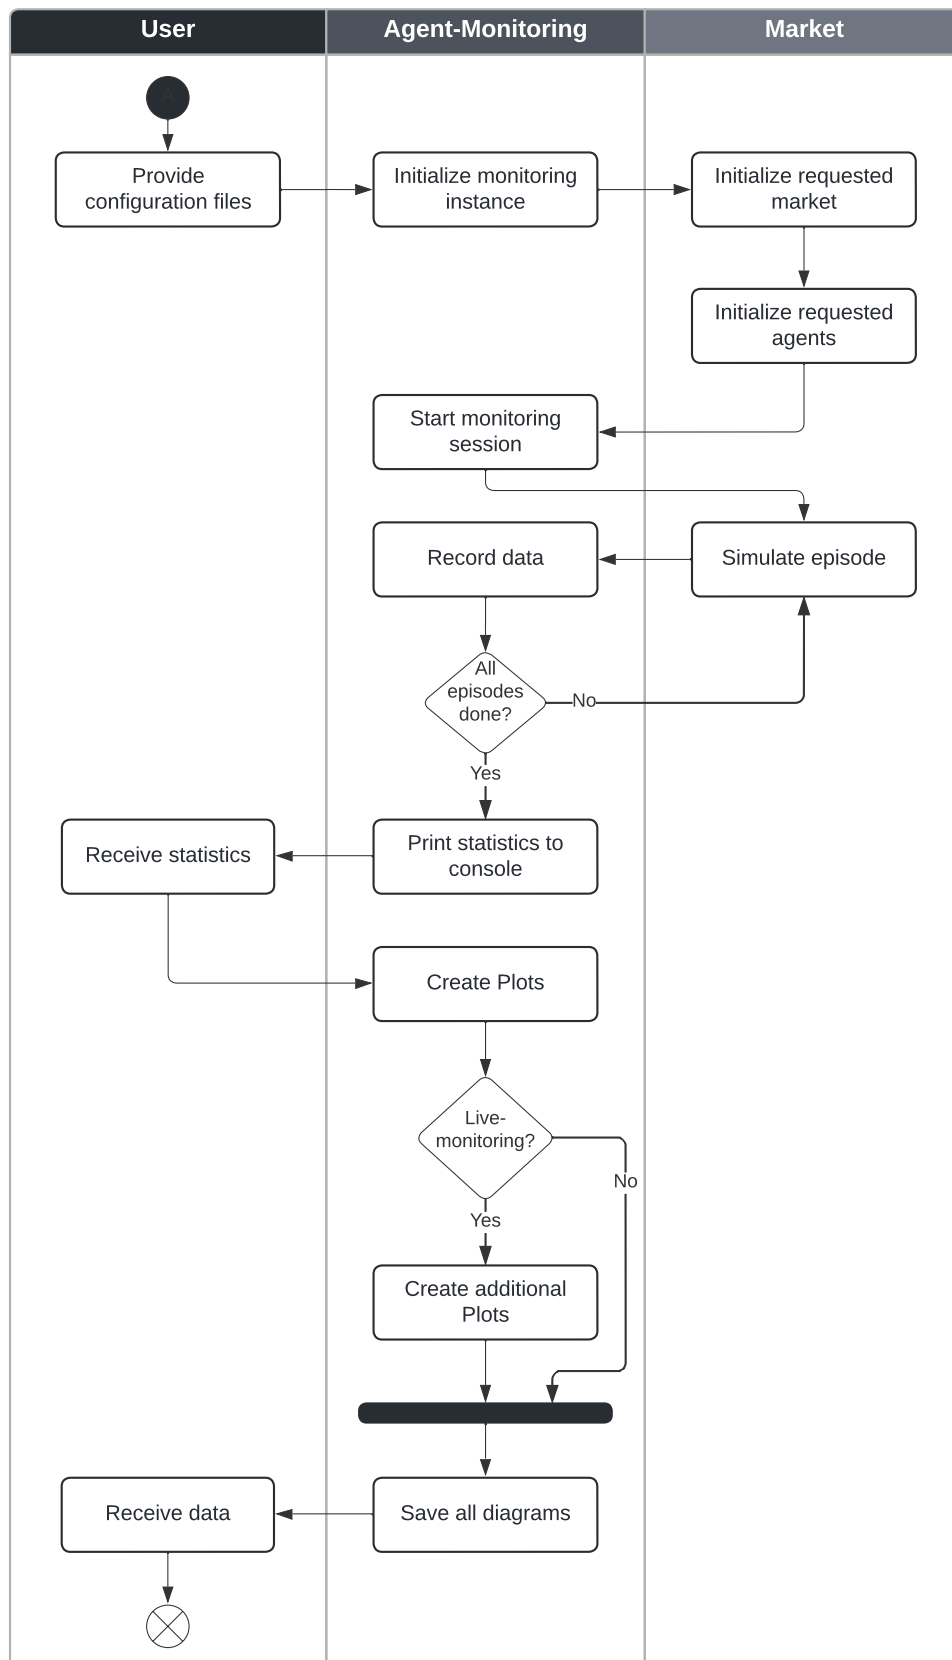 User
Agent-Monitoring
Market
A
Provide
configuration files
Initialize monitoring
instance
Initialize requested
market
Initialize requested
agents
Start monitoring
session
Record data
Simulate episode
All
episodes
done?
No
Yes
Receive statistics
Print statistics to
console
Create Plots
Live-
monitoring?
No
Yes
Create additional
Plots
Receive data
Save all diagrams